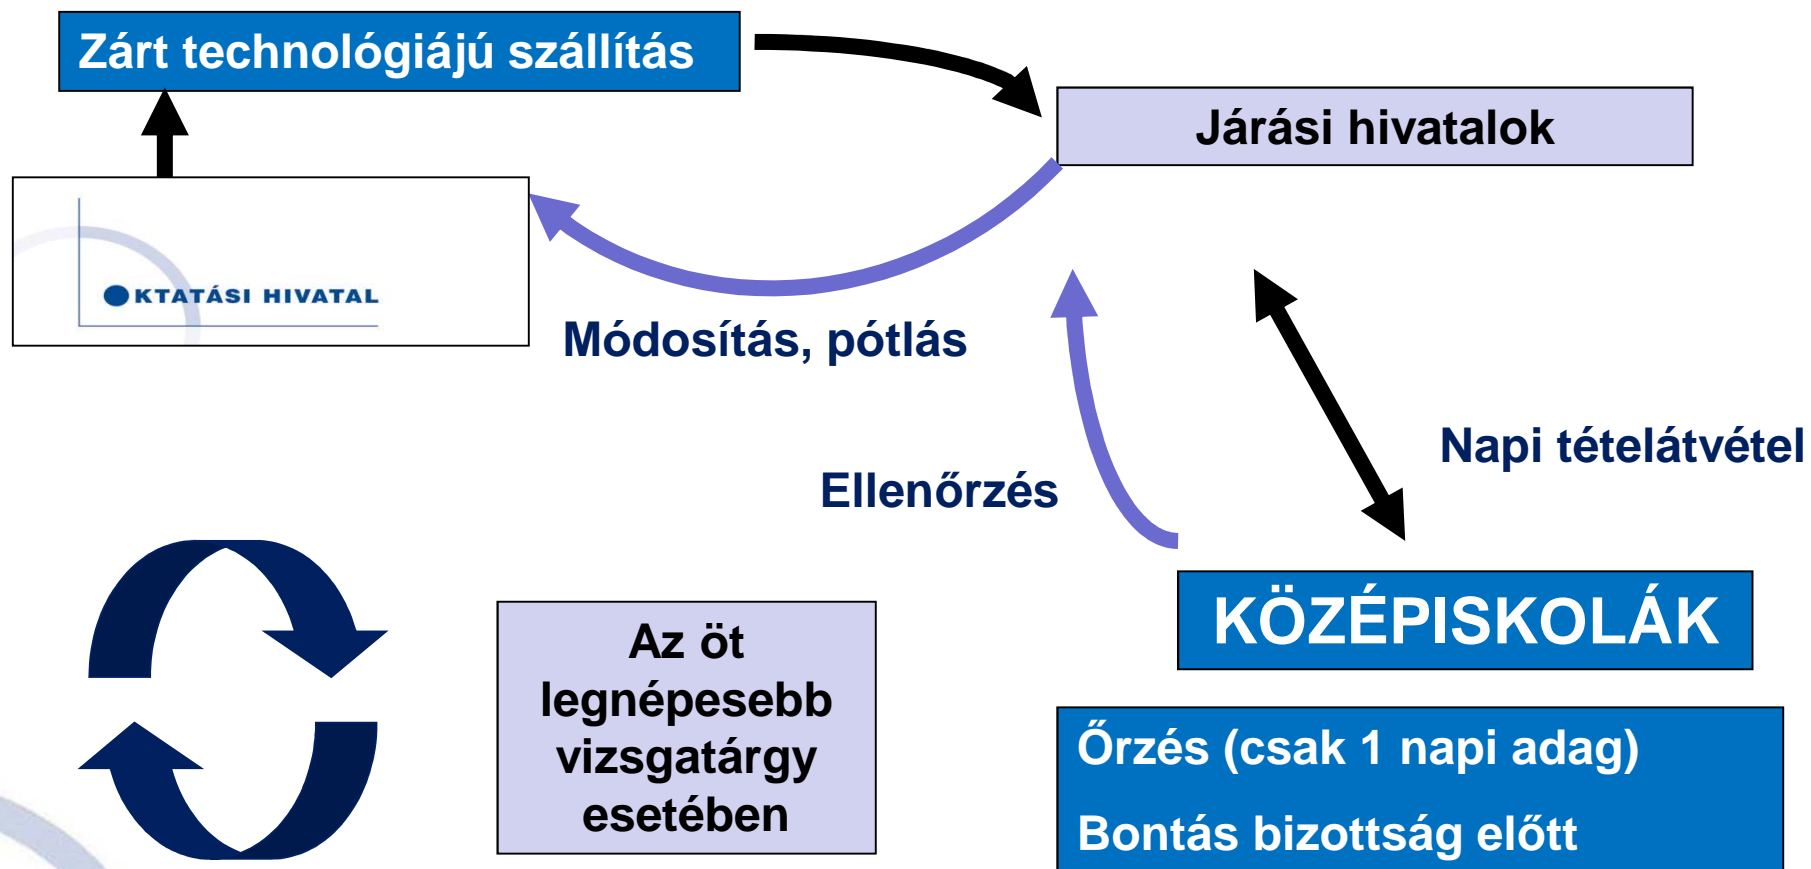 Zárt technológiájú szállítás
Járási hivatalok
KTATÁSI HIVATAL
Módosítás, pótlás
Napi tételátvétel
Ellenőrzés
KÖZÉPISKOLÁK
Az öt
legnépesebb
vizsgatárgy
esetében
Őrzés (csak 1 napi adag)
Bontás bizottság előtt